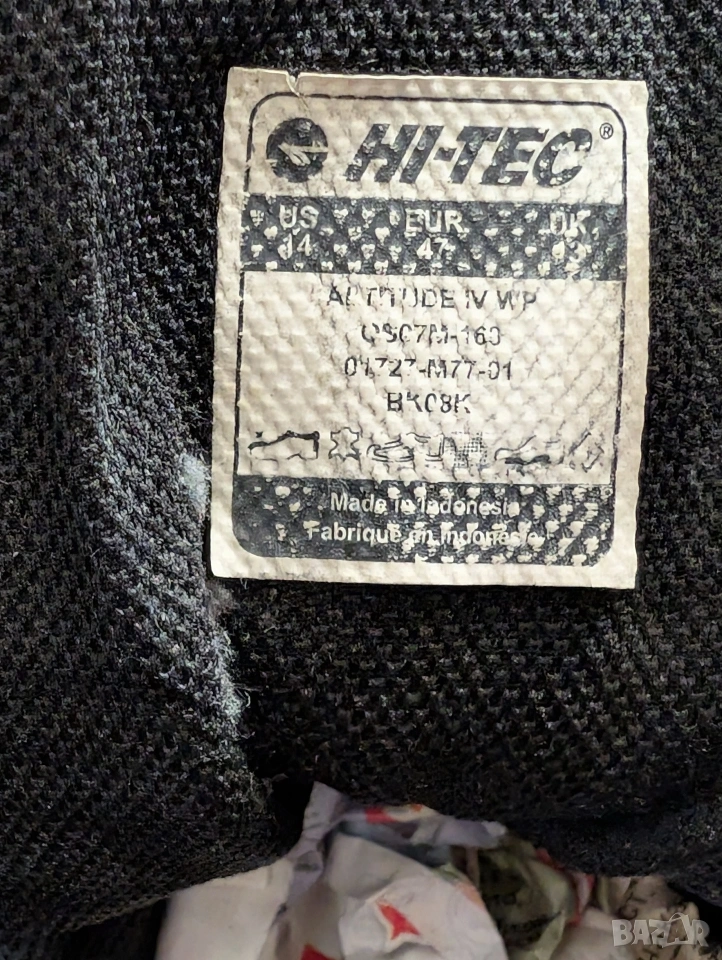 HI-TEC®
US EUR UK
14 47 13
ALTITUDE IV WP
BK08K
Made in Indonesia
Fabriqué en Indonésie
BAZAR